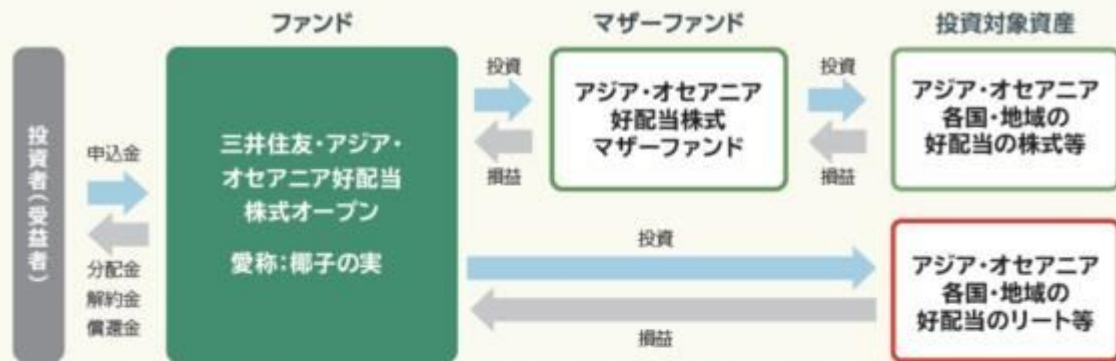 ファンド
マザーファンド
投資対象資産
投資者(受益者)
申込金
分配金
解約金
償還金
三井住友・アジア・
オセアニア好配当
株式オープン
愛称:椰子の実
投資
損益
アジア・オセアニア
好配当株式
マザーファンド
投資
損益
アジア・オセアニア
各国・地域の
好配当の株式等
投資
損益
アジア・オセアニア
各国・地域の
好配当のリート等